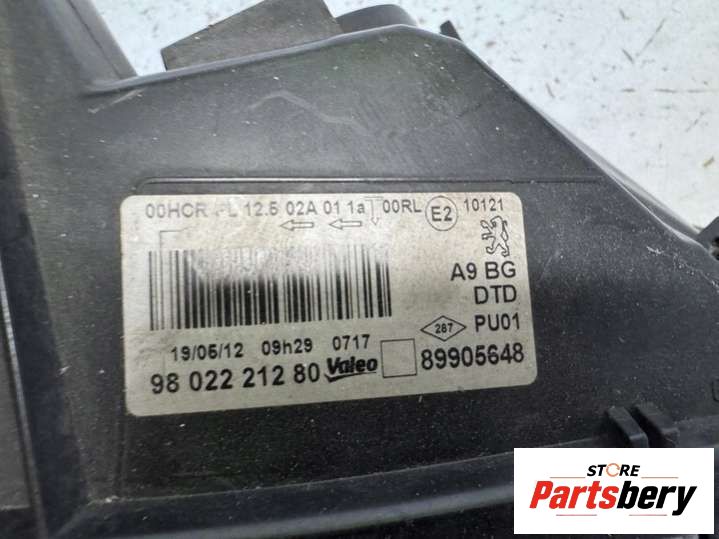 00HCR PL 12.5 02A 01 1a 00RL E2 10121
A9 BG
DTD
287 PU01
19/06/12 09h29 0717
98 022 212 80 Valeo 89905648
STORE
Partsbery